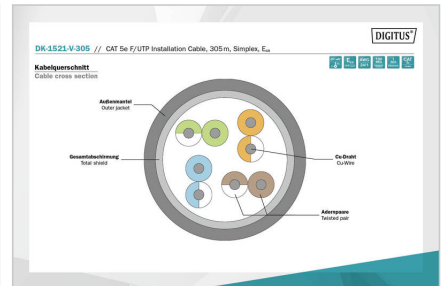 DIGITUS®
DK-1521-V-305 // CAT 5e F/UTP Installation Cable, 305 m, Simplex, Eca
Kabelquerschnitt
Cable cross section
Außenmantel
Outer jacket
Gesamtabschirmung
Total shield
Cu-Draht
Cu-Wire
Adernpaare
Twisted pair